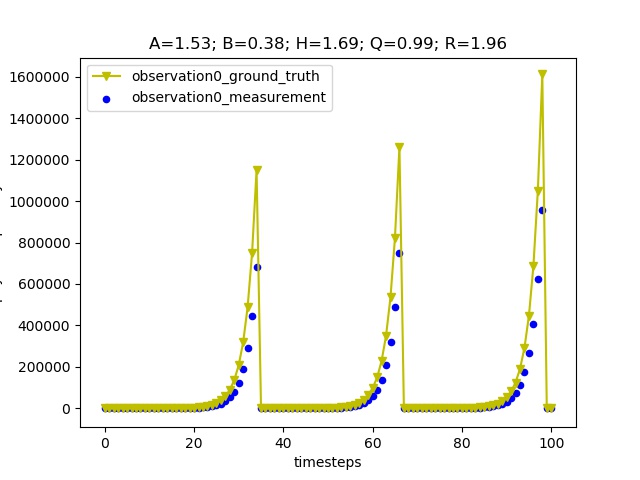 A=1.53; B=0.38; H=1.69; Q=0.99; R=1.96
observation0_ground_truth
observation0_measurement
1600000
1400000
1200000
1000000
800000
600000
400000
200000
0
0 20 40 60 80 100
timesteps